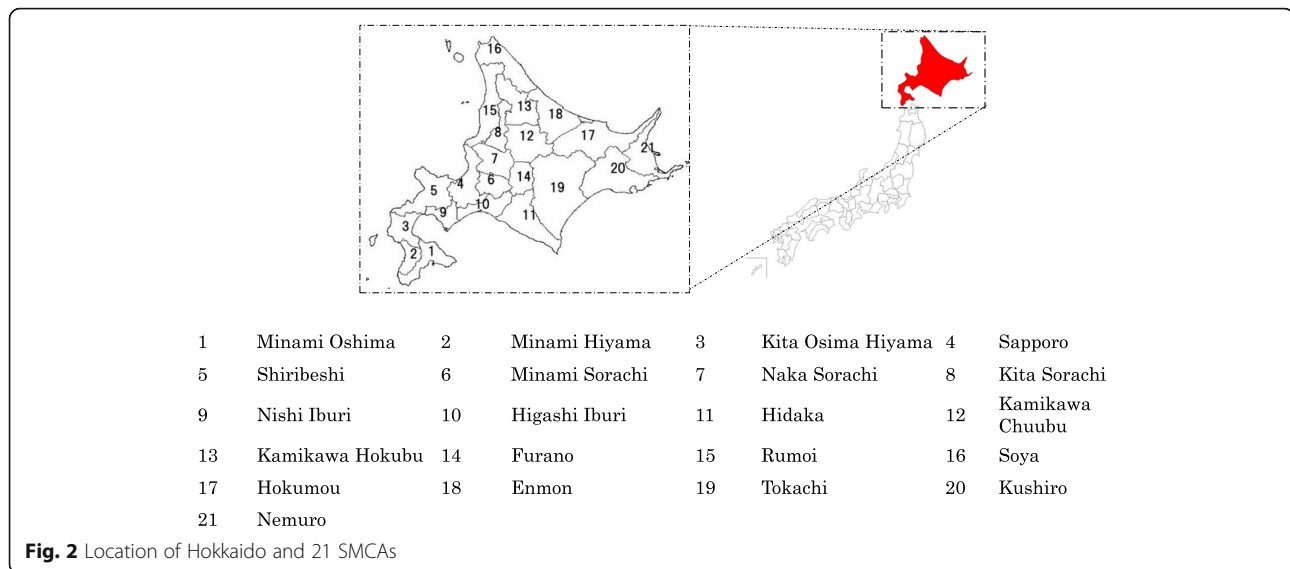 16
13
15
18
8
12
17
21
7
20
14
6
4
5
19
10
9
11
3
2
1
1 Minami Oshima 2 Minami Hiyama 3 Kita Osima Hiyama 4 Sapporo
5 Shiribeshi 6 Minami Sorachi 7 Naka Sorachi 8 Kita Sorachi
9 Nishi Iburi 10 Higashi Iburi 11 Hidaka 12 Kamikawa
Chuubu
13 Kamikawa Hokubu 14 Furano 15 Rumoi 16 Soya
17 Hokumou 18 Enmon 19 Tokachi 20 Kushiro
21 Nemuro
Fig. 2 Location of Hokkaido and 21 SMCAs